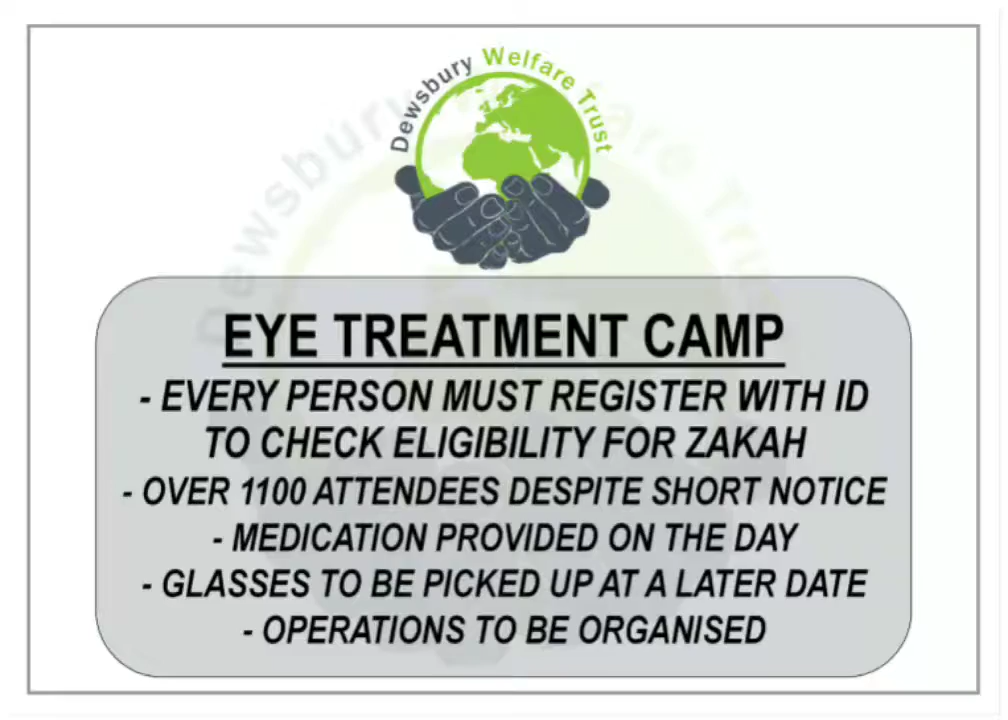 Dewsbury Welfare Trust
EYE TREATMENT CAMP
- EVERY PERSON MUST REGISTER WITH ID
TO CHECK ELIGIBILITY FOR ZAKAH
- OVER 1100 ATTENDEES DESPITE SHORT NOTICE
- MEDICATION PROVIDED ON THE DAY
- GLASSES TO BE PICKED UP AT A LATER DATE
- OPERATIONS TO BE ORGANISED